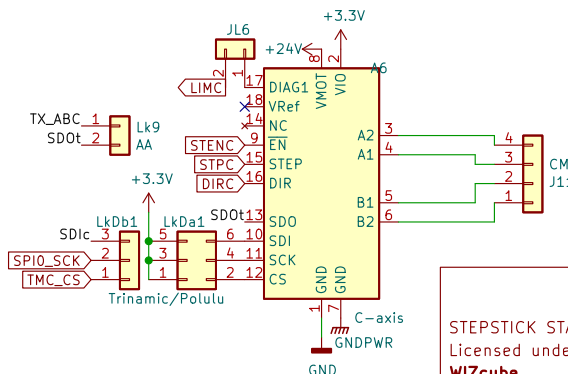 +3.3V
JL6
+24V
A6
2
1
8
2
LIMC
17
DIAG1
VMOT
VIO
18
VRef
TX_ABC
1
Lk9
14
NC
A2
3
4
SDOt
2
AA
STENC
9
EN
A1
4
3
CM
STPC
15
STEP
2
J11
DIRC
16
DIR
B1
5
1
+3.3V
SDOt
13
SDO
B2
6
LkDb1
LkDa1
SDIc
3
5
6
10
SDI
SPI0_SCK
2
3
4
11
SCK
TMC_CS
1
1
2
12
CS
GND
GND
Trinamic/Polulu
1
7
C-axis
GNDPWR
GND
STEPSTICK STA
Licensed unde
WIZcube